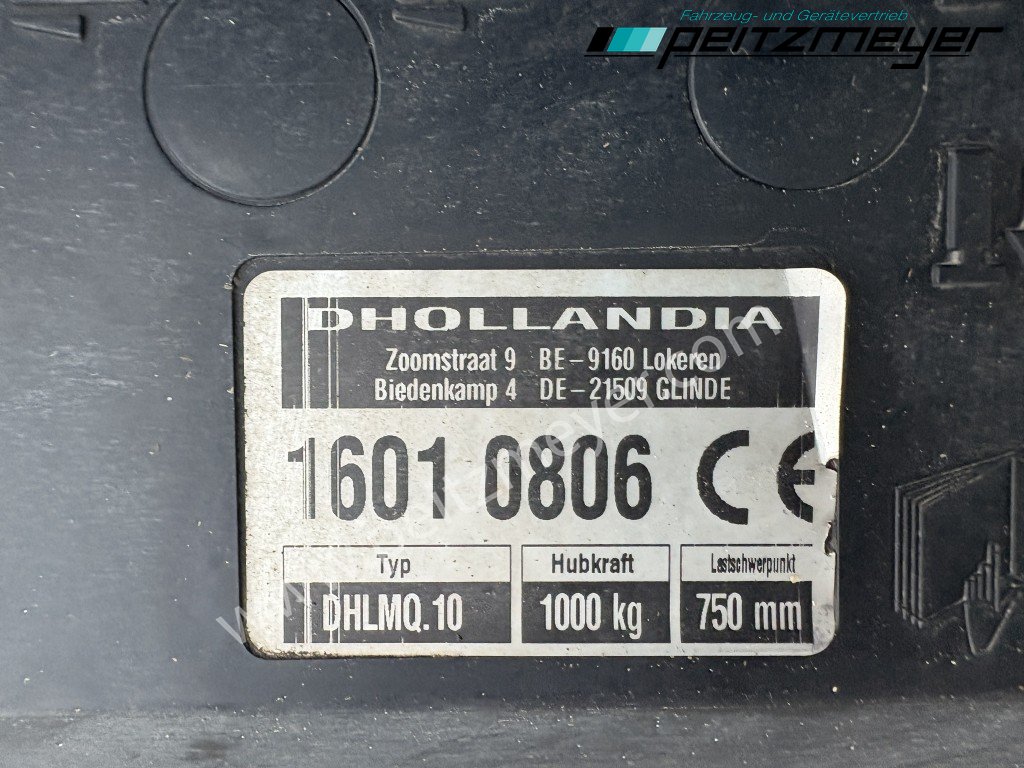 Fahrzeug- und Gerätevertrieb
peitzmeyer
DHOLLANDIA
Zoomstraat 9 BE-9160 Lokeren
Biedenkamp 4 DE-21509 GLINDE
1601 0806 CE
Typ Hubkraft Lastschwerpunkt
DHLMQ.10 1000 kg 750 mm